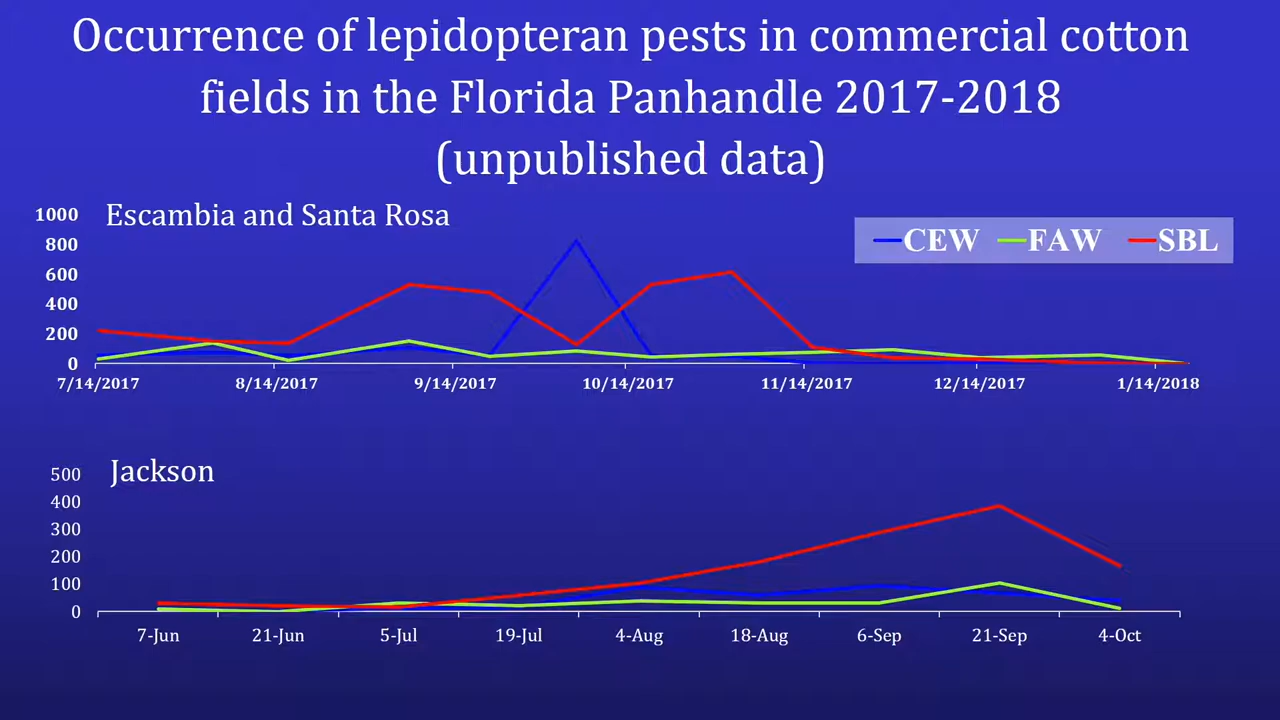 Occurrence of lepidopteran pests in commercial cotton
fields in the Florida Panhandle 2017-2018
(unpublished data)
Escambia and Santa Rosa
CEW FAW SBL
1000
800
600
400
200
0
7/14/2017 8/14/2017 9/14/2017 10/14/2017 11/14/2017 12/14/2017 1/14/2018
Jackson
500
400
300
200
100
0
7-Jun 21-Jun 5-Jul 19-Jul 4-Aug 18-Aug 6-Sep 21-Sep 4-Oct